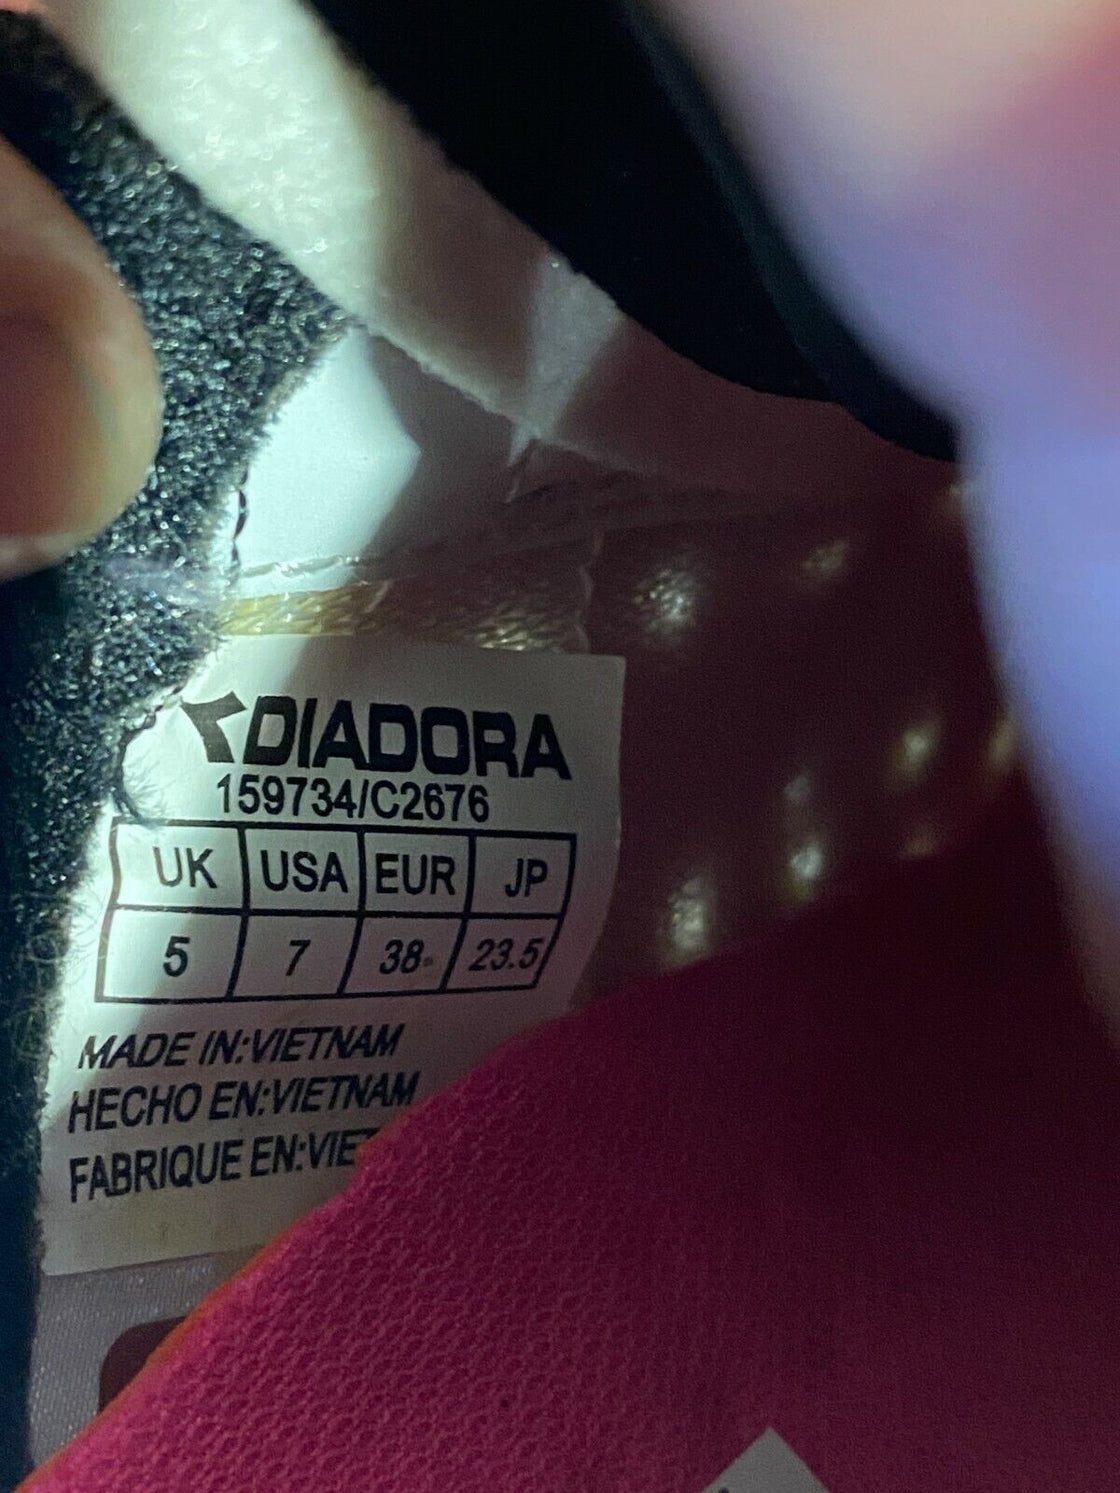 DIADORA
159734/C2676
UK USA EUR JP
5 7 38 23.5
MADE IN:VIETNAM
HECHO EN:VIETNAM
FABRIQUE EN:VIE